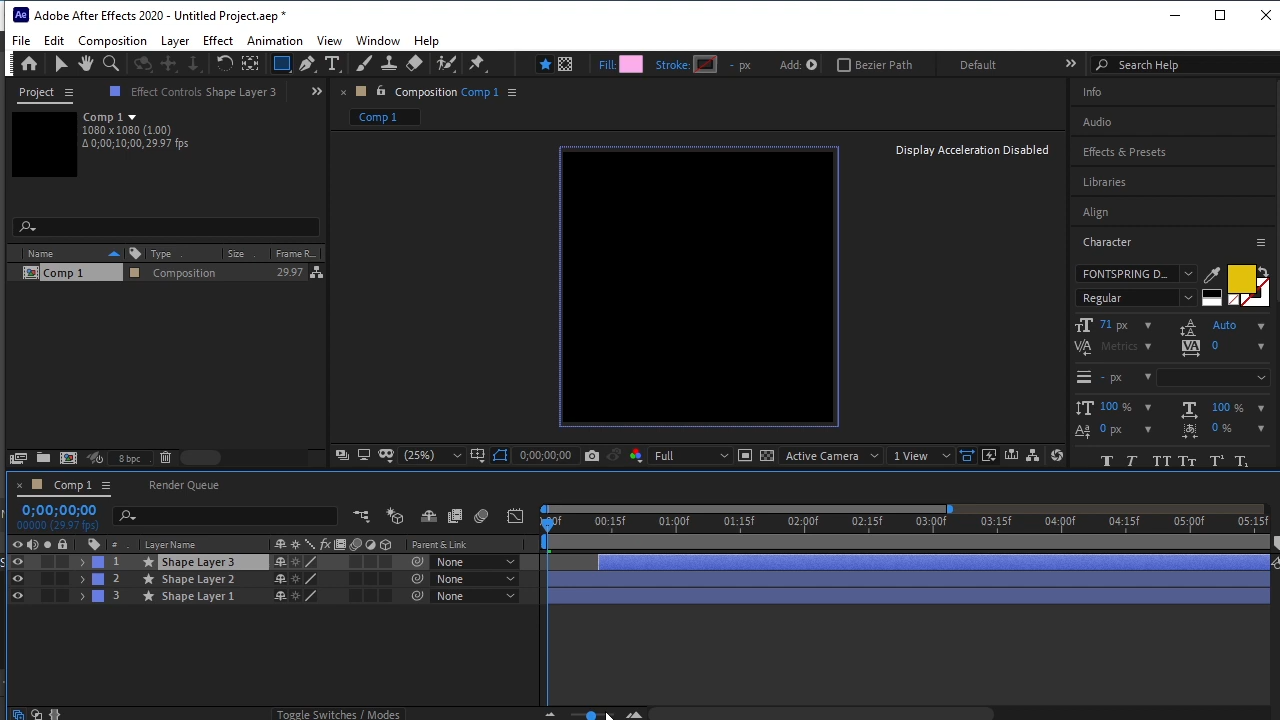 Adobe After Effects 2020 - Untitled Project.aep *
File Edit Composition Layer Effect Animation View Window Help
Fill: Stroke: - px Add: Bezier Path Default Search Help
Project Effect Controls Shape Layer 3
Comp 1
1080 x 1080 (1.00)
Δ 0;00;10;00, 29.97 fps
Name Type Size Frame R...
Comp 1 Composition 29.97
8 bpc
Composition Comp 1
Comp 1
Display Acceleration Disabled
(25%) 0;00;00;00 Full Active Camera 1 View
Info
Audio
Effects & Presets
Libraries
Align
Character
FONTSPRING D...
Regular
71 px Auto
Metrics 0
- px
100 % 100 %
0 px 0 %
T T TT Tt T¹ T₁
Comp 1 Render Queue
0;00;00;00
00000 (29.97 fps)
00f 00:15f 01:00f 01:15f 02:00f 02:15f 03:00f 03:15f 04:00f 04:15f 05:00f 05:15f
# Layer Name fx Parent & Link
1 Shape Layer 3 None
2 Shape Layer 2 None
3 Shape Layer 1 None
Toggle Switches / Modes